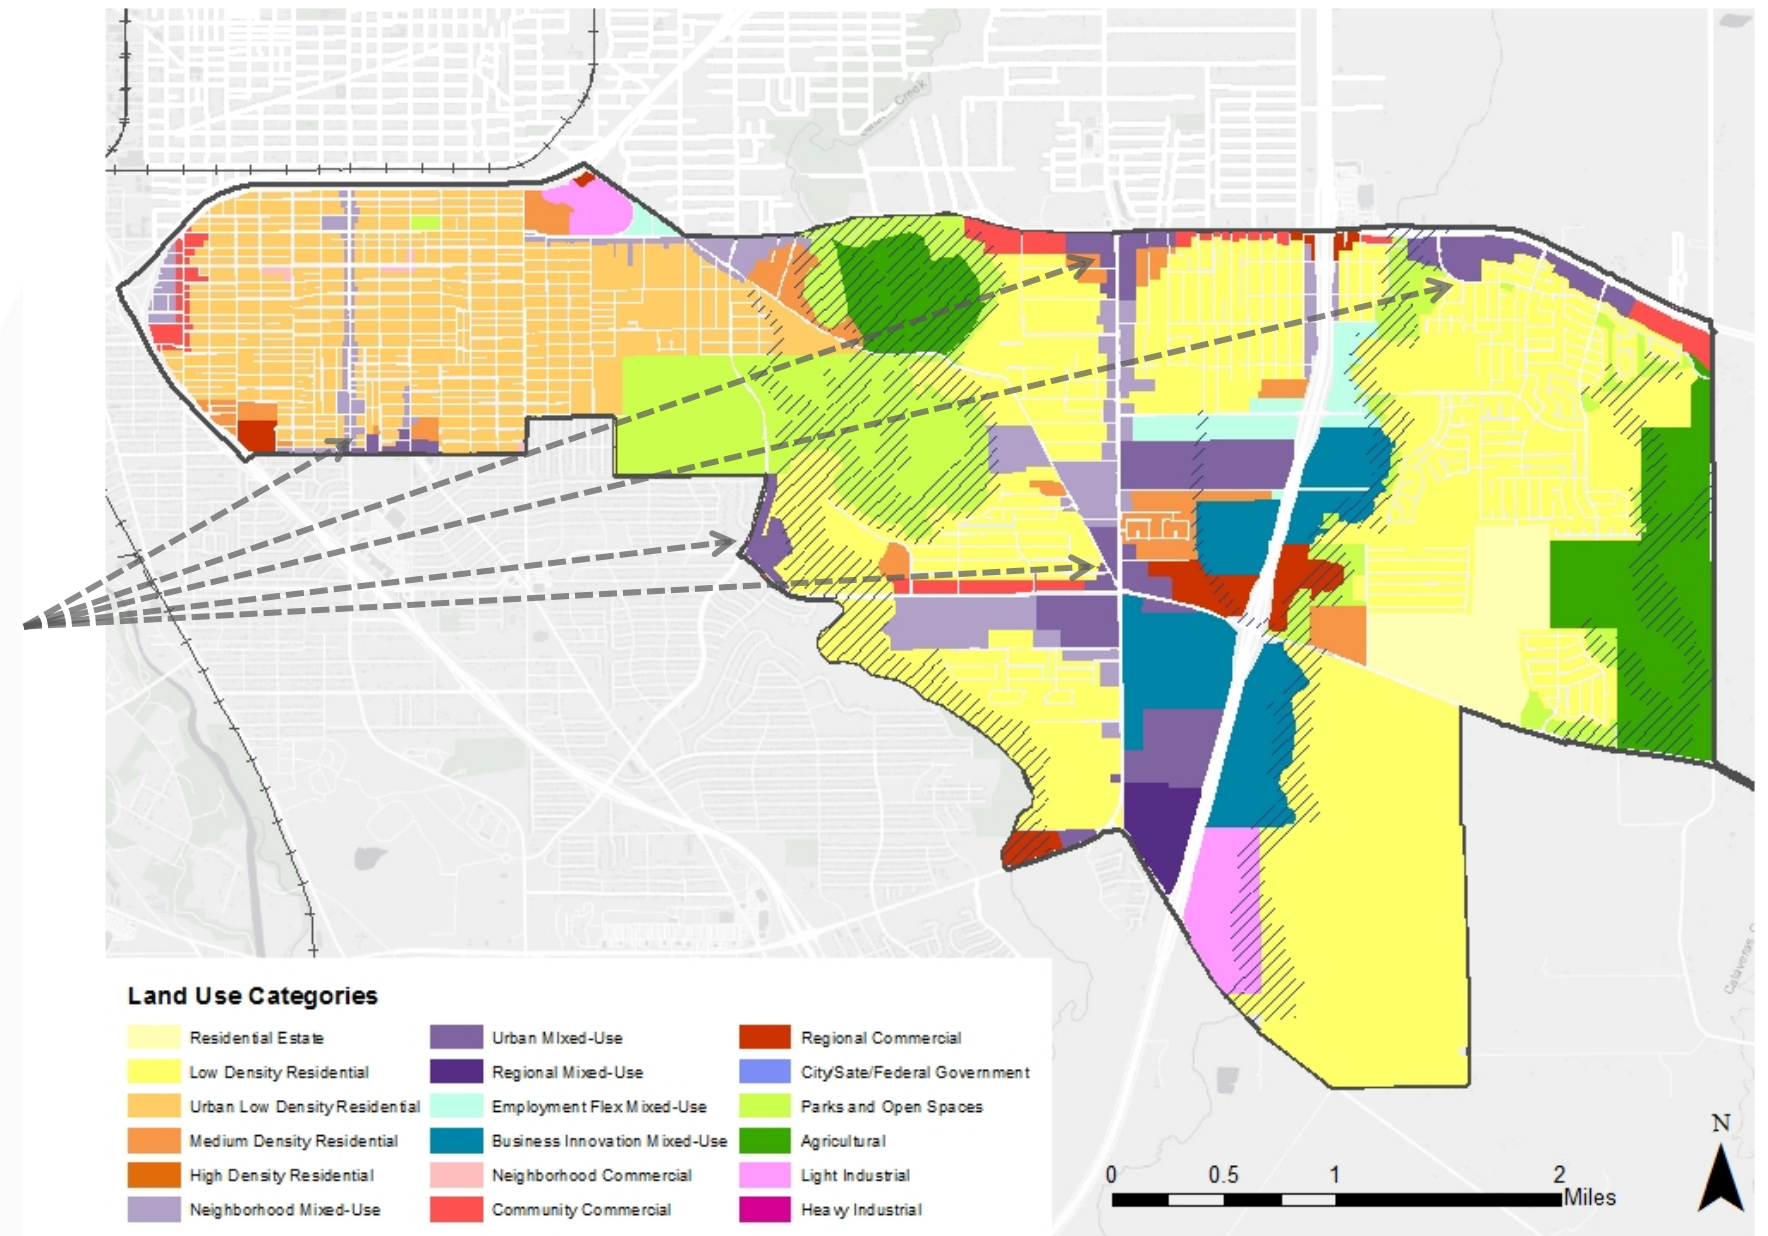 Creek
Calaveras C
Land Use Categories
Residential Estate
Low Density Residential
Urban Low Density Residential
Medium Density Residential
High Density Residential
Neighborhood Mixed-Use
Urban MIxed-Use
Regional Mixed-Use
Employment Flex Mixed-Use
Business Innovation Mixed-Use
Neighborhood Commercial
Community Commercial
Regional Commercial
City/Sate/Federal Government
Parks and Open Spaces
Agricultural
Light Industrial
Heavy Industrial
N
0 0.5 1 2
Miles